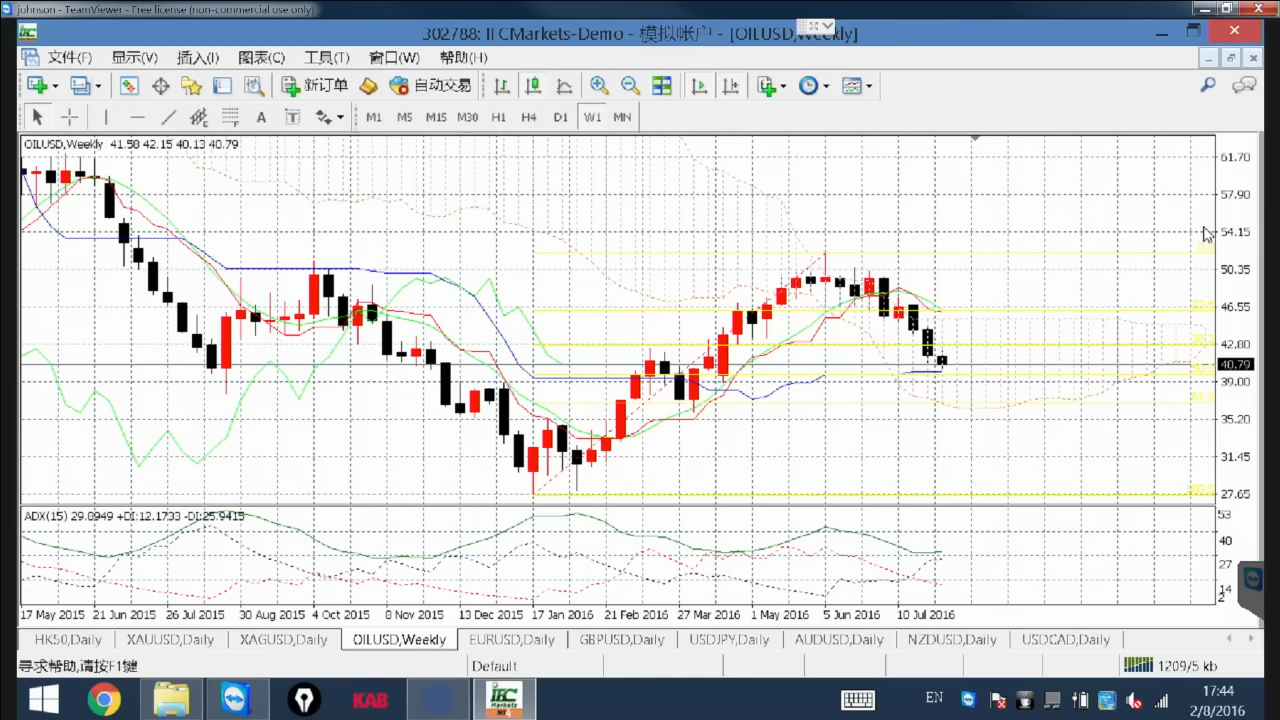 johnson - TeamViewer - Free license (non-commercial use only)
302788: IFCMarkets-Demo - 模拟帐户 - [OILUSD,Weekly]
文件(F) 显示(V) 插入(I) 图表(C) 工具(T) 窗口(W) 帮助(H)
新订单 自动交易
A T M1 M5 M15 M30 H1 H4 D1 W1 MN
OILUSD,Weekly 41.58 42.15 40.13 40.79
61.70
57.90
54.15
50.35
46.55
42.80
40.79
39.00
35.20
31.45
100.0
27.65
ADX(15) 29.0949 +DI:12.1733 -DI:25.9415
53
40
27
14
2
17 May 2015 21 Jun 2015 26 Jul 2015 30 Aug 2015 4 Oct 2015 8 Nov 2015 13 Dec 2015 17 Jan 2016 21 Feb 2016 27 Mar 2016 1 May 2016 5 Jun 2016 10 Jul 2016
HK50,Daily XAUUSD,Daily XAGUSD,Daily OILUSD,Weekly EURUSD,Daily GBPUSD,Daily USDJPY,Daily AUDUSD,Daily NZDUSD,Daily USDCAD,Daily
寻求帮助,请按F1键 Default 1209/5 kb
KAB IFC Markets EN 17:44
2/8/2016